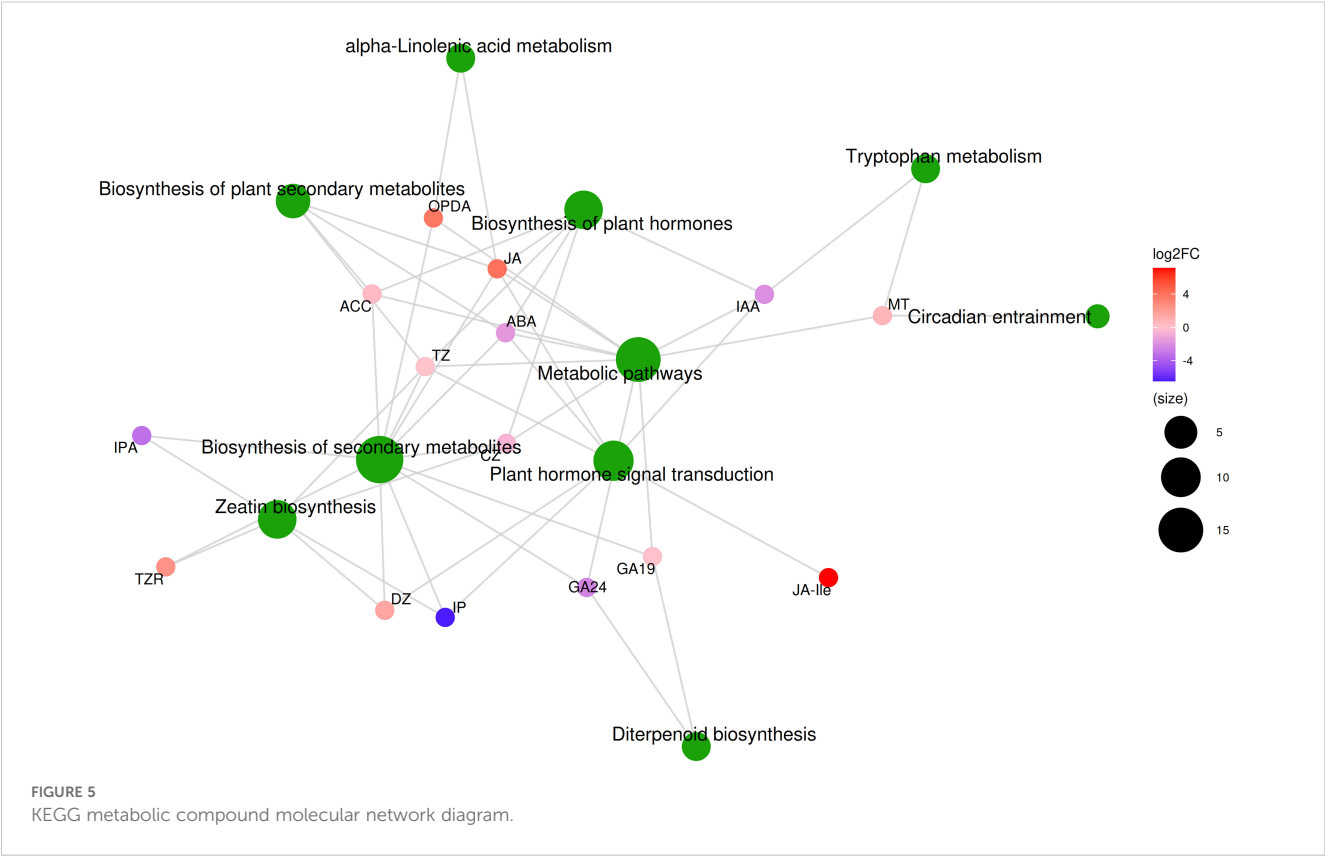 alpha-Linolenic acid metabolism
Tryptophan metabolism
Biosynthesis of plant secondary metabolites
OPDA
Biosynthesis of plant hormones
JA
log2FC
ACC
IAA
MT
Circadian entrainment
4
0
-4
ABA
TZ
Metabolic pathways
(size)
5
10
15
IPA
Biosynthesis of secondary metabolites
CZ
Plant hormone signal transduction
Zeatin biosynthesis
TZR
GA19
GA24
JA-Ile
DZ
IP
Diterpenoid biosynthesis
FIGURE 5
KEGG metabolic compound molecular network diagram.